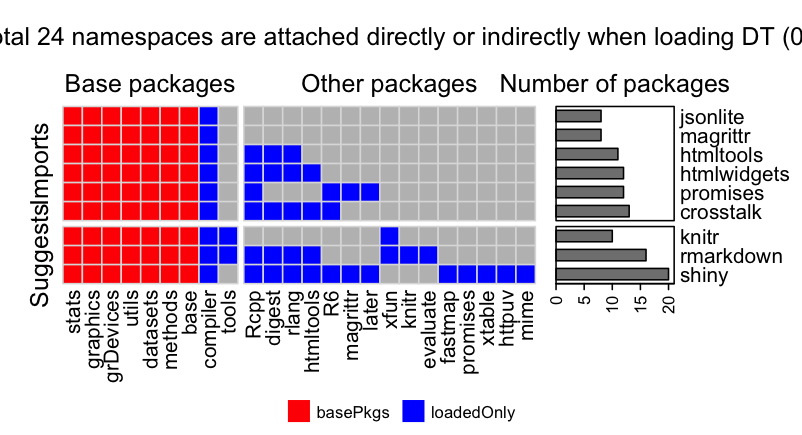 otal 24 namespaces are attached directly or indirectly when loading DT (0
Base packages Other packages Number of packages
Imports
Suggests
jsonlite
magrittr
htmltools
htmlwidgets
promises
crosstalk
knitr
rmarkdown
shiny
0 5 10 15 20
stats graphics grDevices utils datasets methods base compiler tools Rcpp digest rlang htmltools R6 magrittr later xfun knitr evaluate fastmap promises xtable httpuv mime
basePkgs loadedOnly